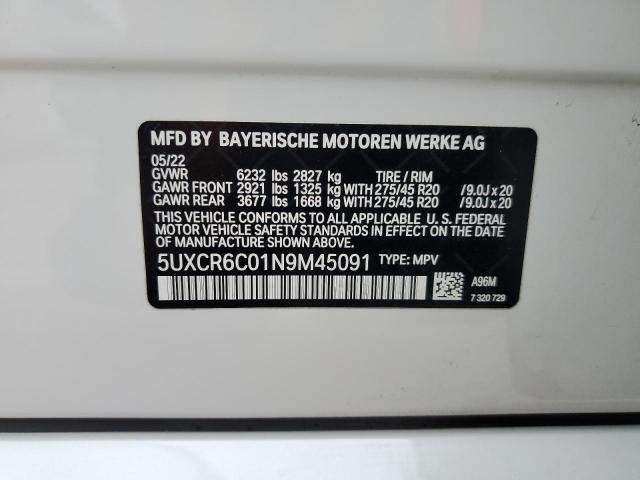 MFD BY BAYERISCHE MOTOREN WERKE AG
05/22
GVWR 6232 lbs 2827 kg TIRE / RIM
GAWR FRONT 2921 lbs 1325 kg WITH 275/45 R20 /9.0J x 20
GAWR REAR 3677 lbs 1668 kg WITH 275/45 R20 /9.0J x 20
THIS VEHICLE CONFORMS TO ALL APPLICABLE U. S. FEDERAL
MOTOR VEHICLE SAFETY STANDARDS IN EFFECT ON THE
DATE OF MANUFACTURE SHOWN ABOVE.
5UXCR6C01N9M45091 TYPE: MPV
A96M
7 320 729